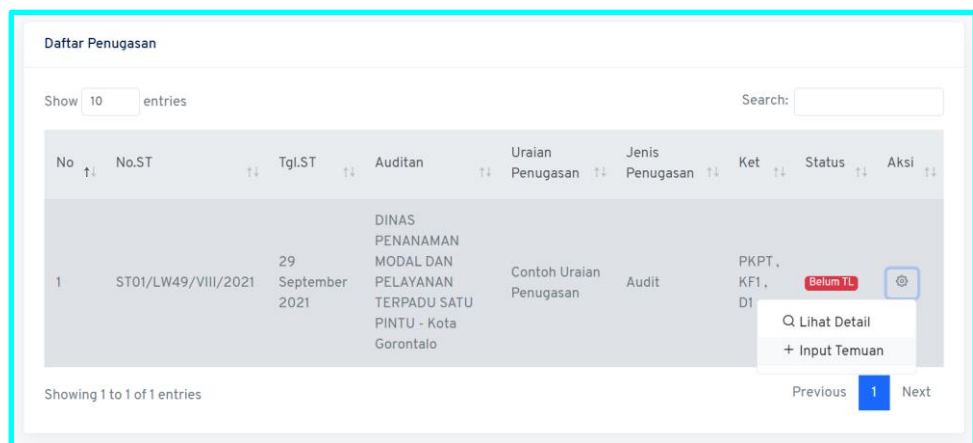 Daftar Penugasan
Show 10 entries
Search:
No No.ST Tgl.ST Auditan Uraian Penugasan Jenis Penugasan Ket Status Aksi
1
ST01/LW49/VIII/2021
29
September
2021
DINAS
PENANAMAN
MODAL DAN
PELAYANAN
TERPADU SATU
PINTU - Kota
Gorontalo
Contoh Uraian
Penugasan
Audit
PKPT ,
KF1 ,
D1
Belum TL
Lihat Detail
+ Input Temuan
Showing 1 to 1 of 1 entries
Previous 1 Next